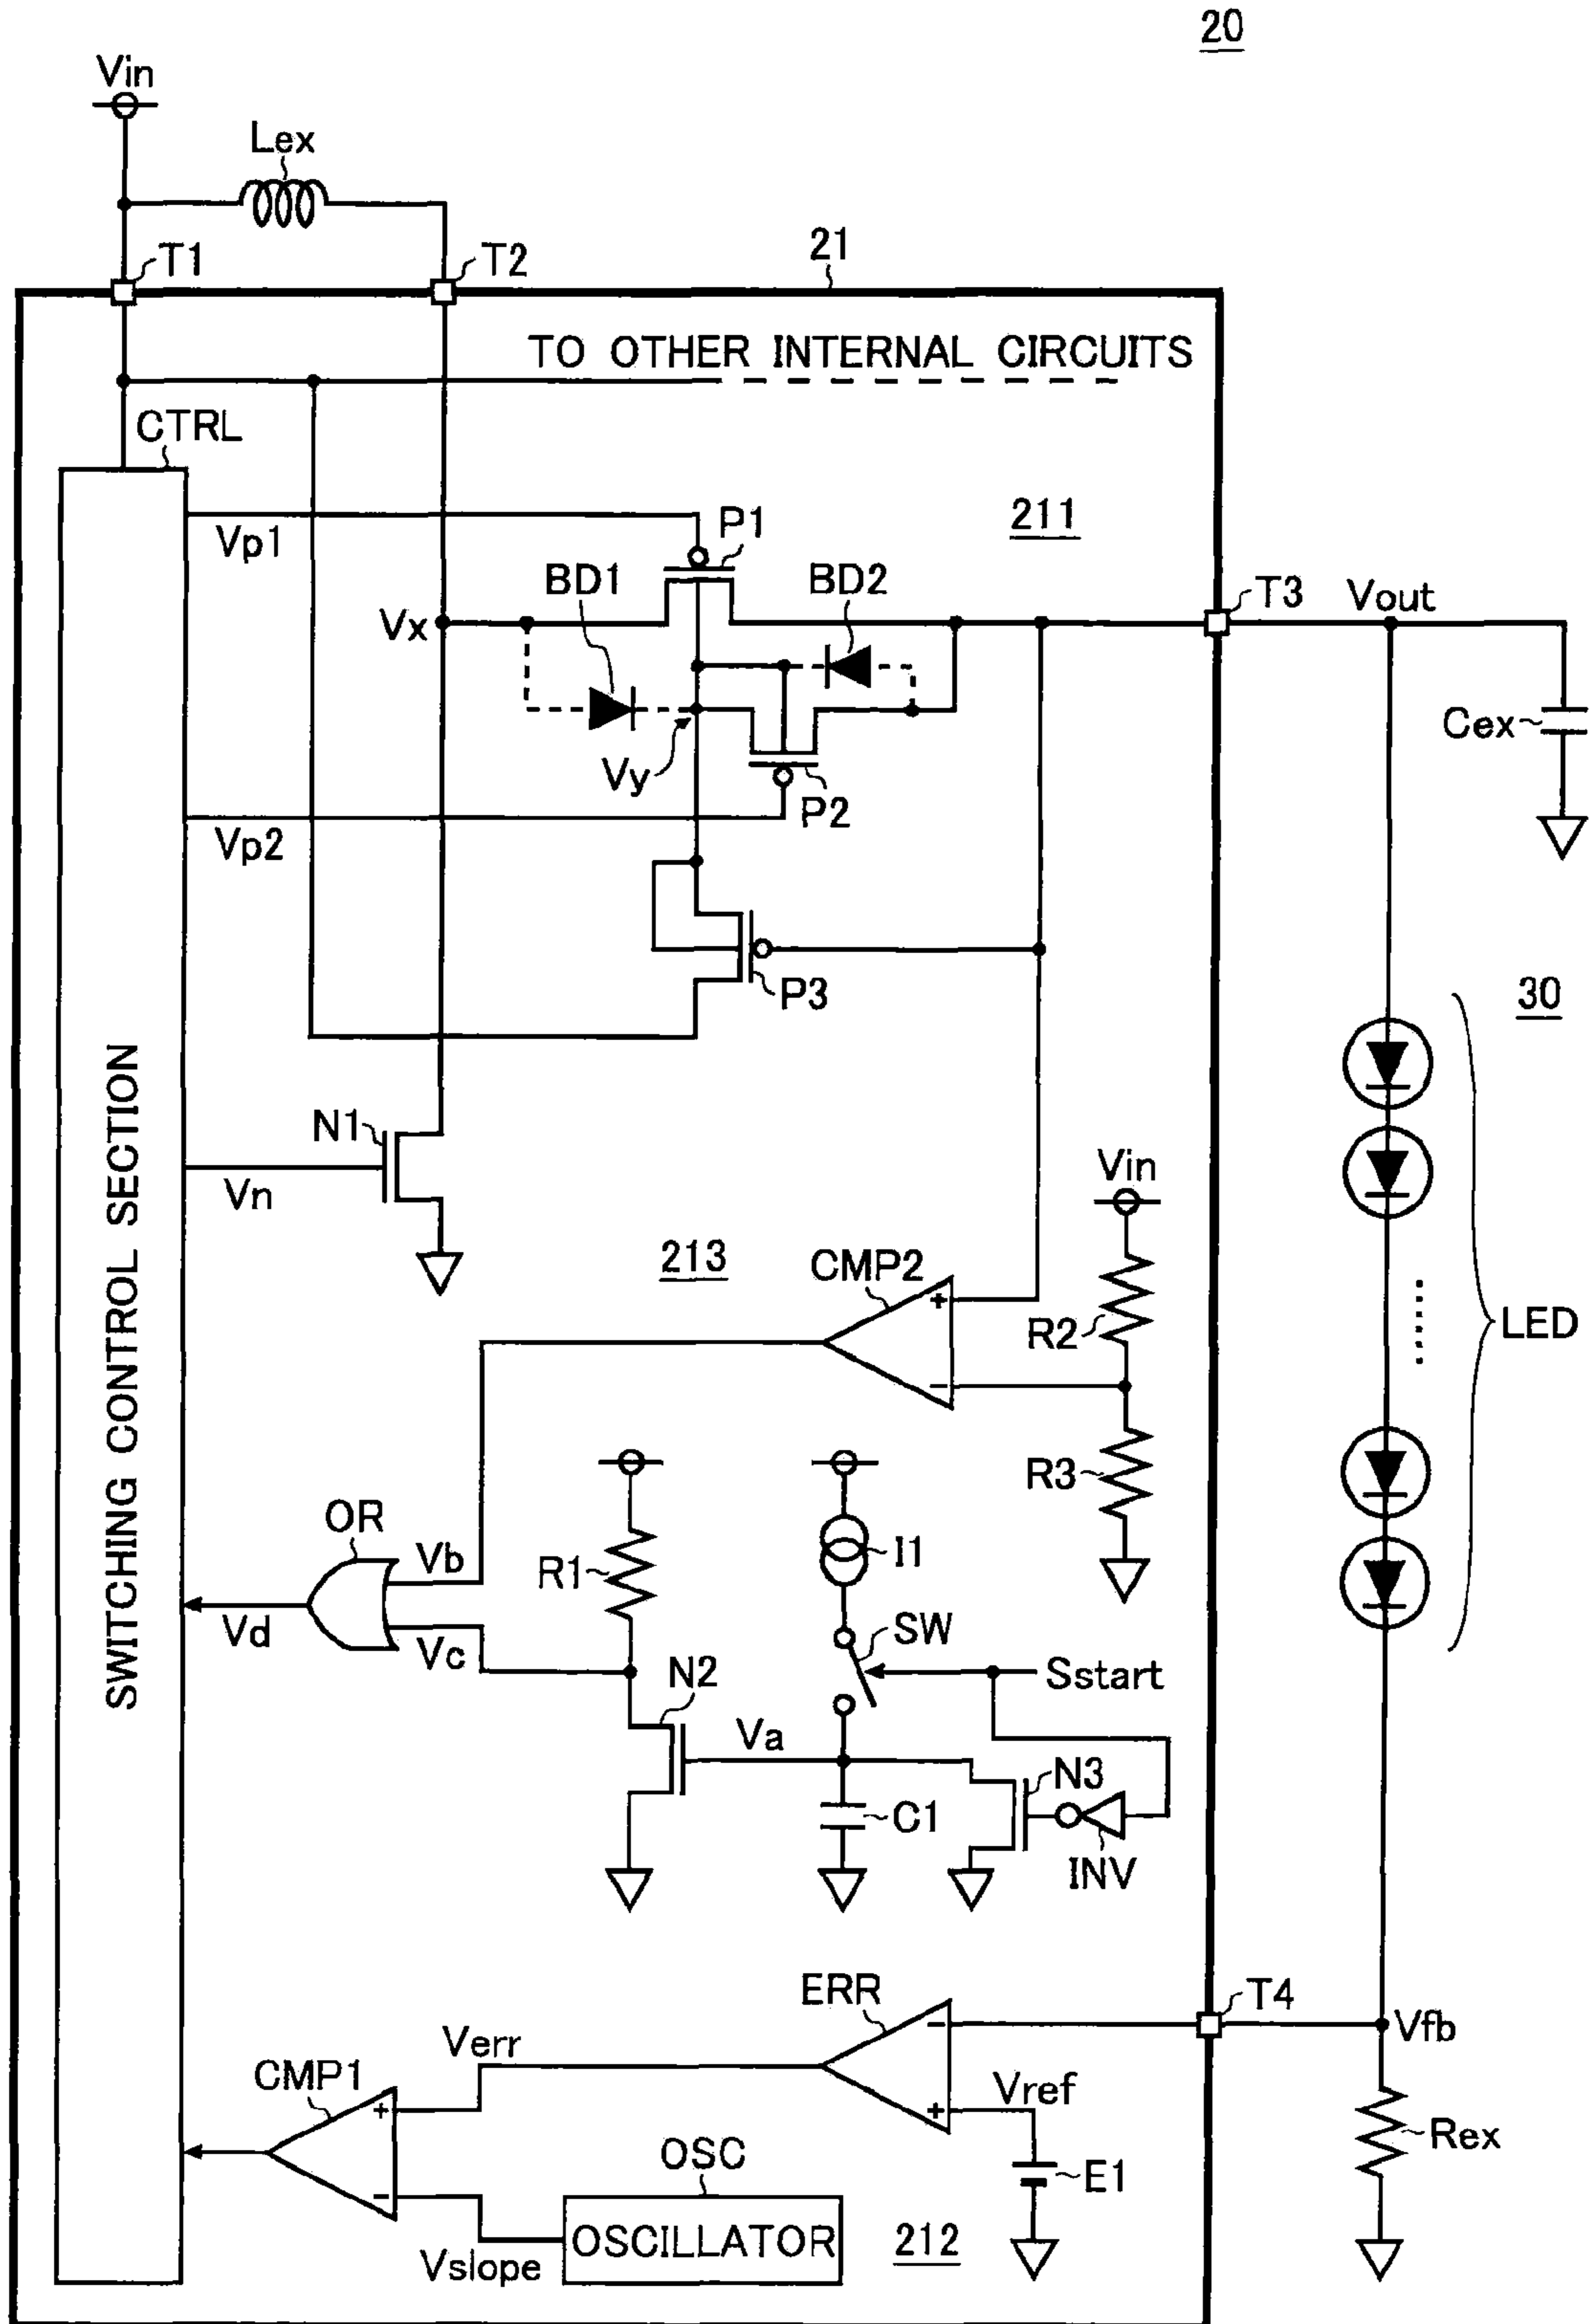 20
Vin
Lex
T1
T2
21
TO OTHER INTERNAL CIRCUITS
CTRL
Vp1
P1
211
BD1
BD2
T3
Vout
Vx
Cex
Vy
P2
Vp2
P3
30
SWITCHING CONTROL SECTION
N1
Vn
Vin
213
CMP2
+
−
R2
LED
R3
OR
Vb
R1
I1
Vd
Vc
SW
N2
Sstart
Va
N3
C1
INV
ERR
T4
Verr
−
Vfb
CMP1
Vref
+
+
Rex
OSC
E1
−
OSCILLATOR
212
Vslope